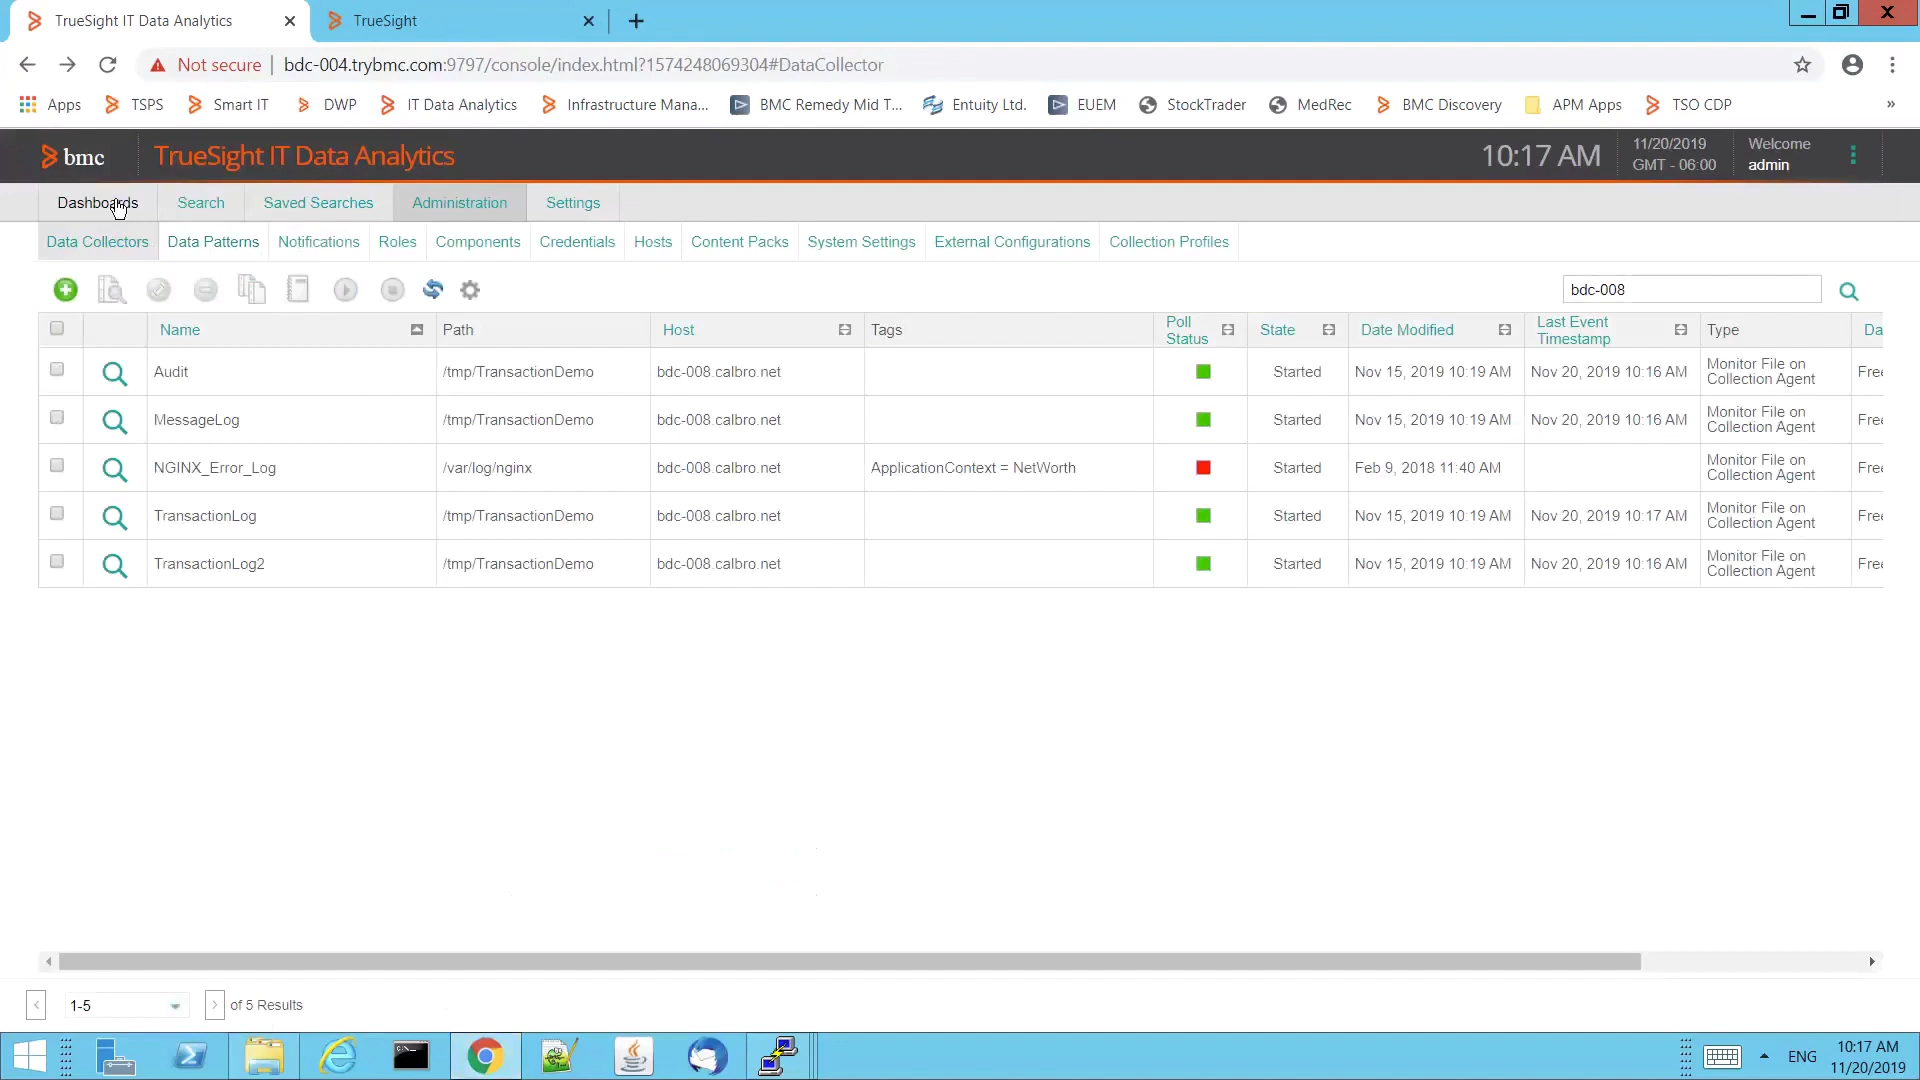 TrueSight IT Data Analytics
TrueSight
Not secure | bdc-004.trybmc.com:9797/console/index.html?1574248069304#DataCollector
Apps TSPS Smart IT DWP IT Data Analytics Infrastructure Mana... BMC Remedy Mid T... Entuity Ltd. EUEM StockTrader MedRec BMC Discovery APM Apps TSO CDP »
bmc TrueSight IT Data Analytics 10:17 AM
11/20/2019
GMT - 06:00
Welcome
admin
Dashboards Search Saved Searches Administration Settings
Data Collectors Data Patterns Notifications Roles Components Credentials Hosts Content Packs System Settings External Configurations Collection Profiles
bdc-008
Name Path Host Tags Poll Status State Date Modified Last Event Timestamp Type Da
Audit /tmp/TransactionDemo bdc-008.calbro.net Started Nov 15, 2019 10:19 AM Nov 20, 2019 10:16 AM Monitor File on Collection Agent Free
MessageLog /tmp/TransactionDemo bdc-008.calbro.net Started Nov 15, 2019 10:19 AM Nov 20, 2019 10:16 AM Monitor File on Collection Agent Free
NGINX_Error_Log /var/log/nginx bdc-008.calbro.net ApplicationContext = NetWorth Started Feb 9, 2018 11:40 AM Monitor File on Collection Agent Free
TransactionLog /tmp/TransactionDemo bdc-008.calbro.net Started Nov 15, 2019 10:19 AM Nov 20, 2019 10:17 AM Monitor File on Collection Agent Free
TransactionLog2 /tmp/TransactionDemo bdc-008.calbro.net Started Nov 15, 2019 10:19 AM Nov 20, 2019 10:16 AM Monitor File on Collection Agent Free
1-5 of 5 Results
ENG
10:17 AM
11/20/2019